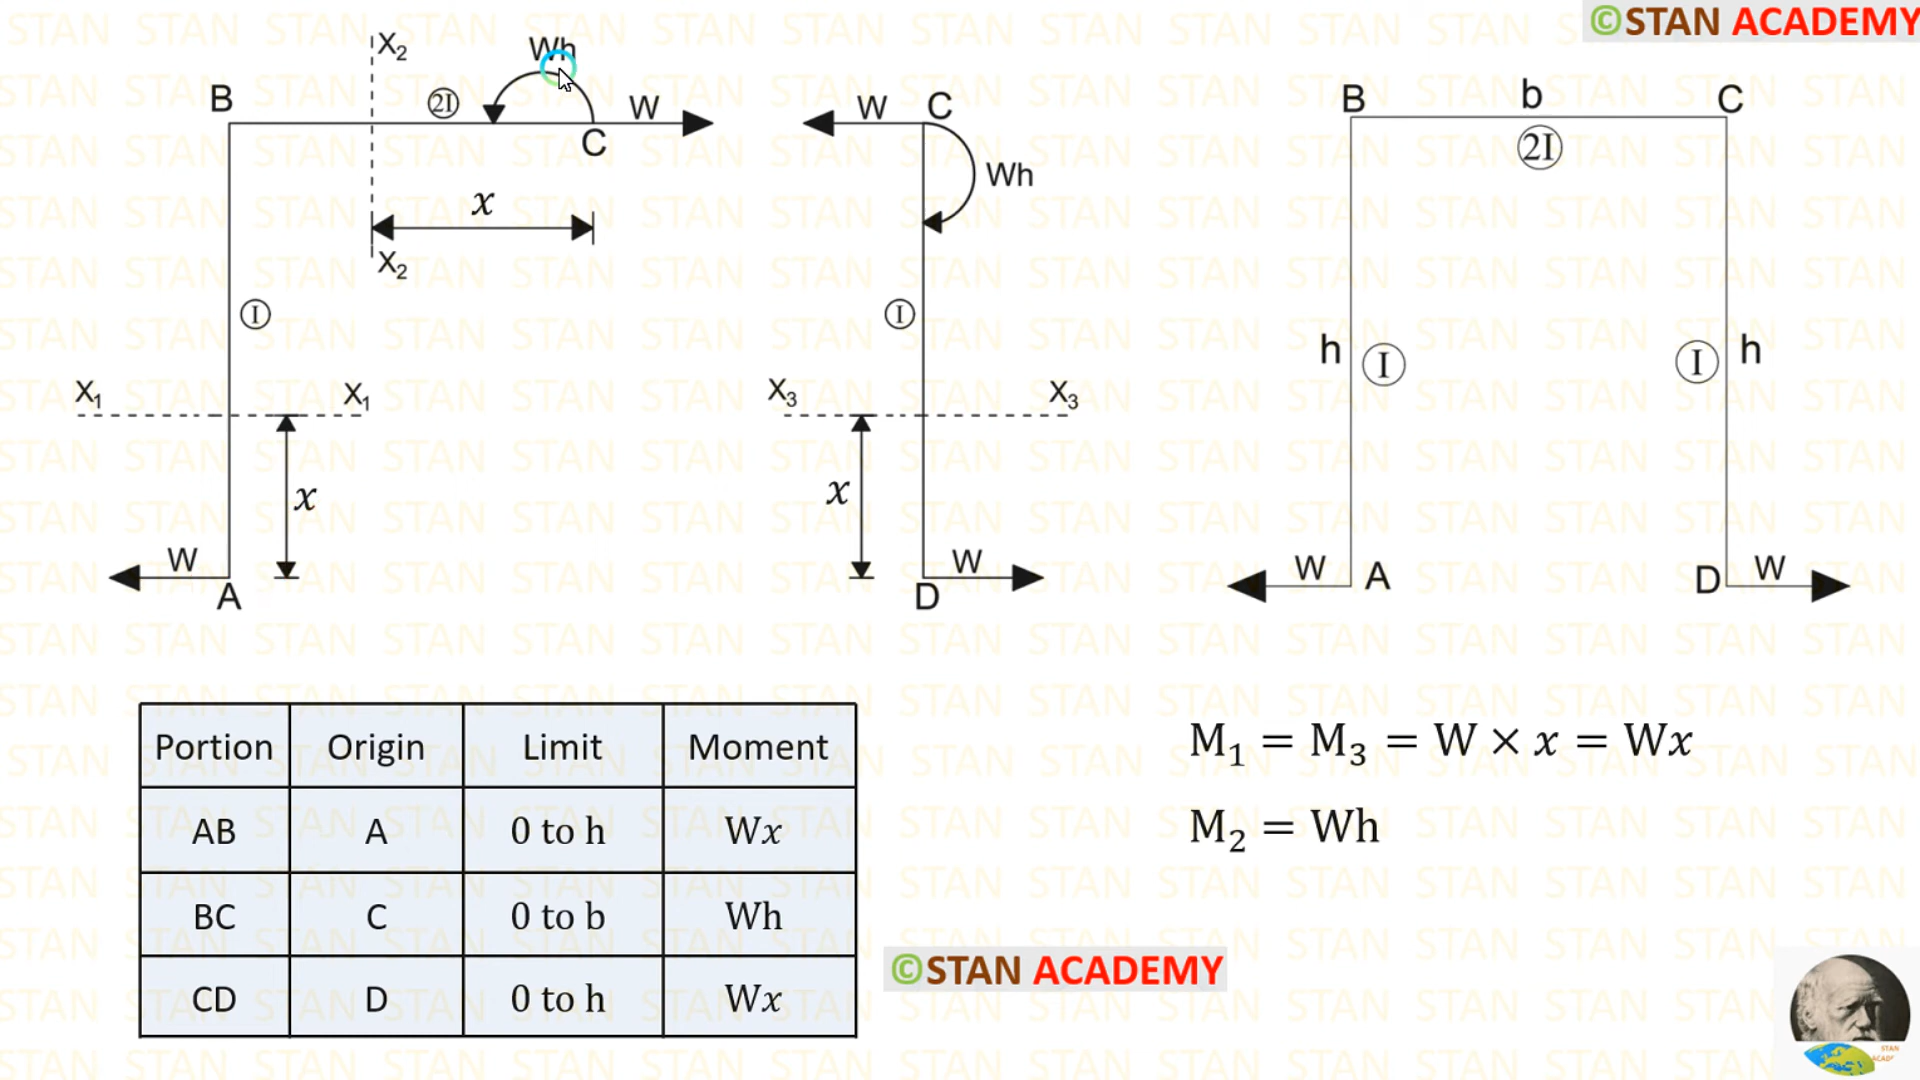 ©STAN ACADEMY
X₂
Wh
B
2I
W
C
x
X₂
I
X₁ X₁
x
W
A
W C
Wh
I
X₃ X₃
x
W
D
B b C
2I
h I
I h
W A
D W
Portion Origin Limit Moment
AB A 0 to h Wx
BC C 0 to b Wh
CD D 0 to h Wx
M₁ = M₃ = W × x = Wx
M₂ = Wh
©STAN ACADEMY
STAN